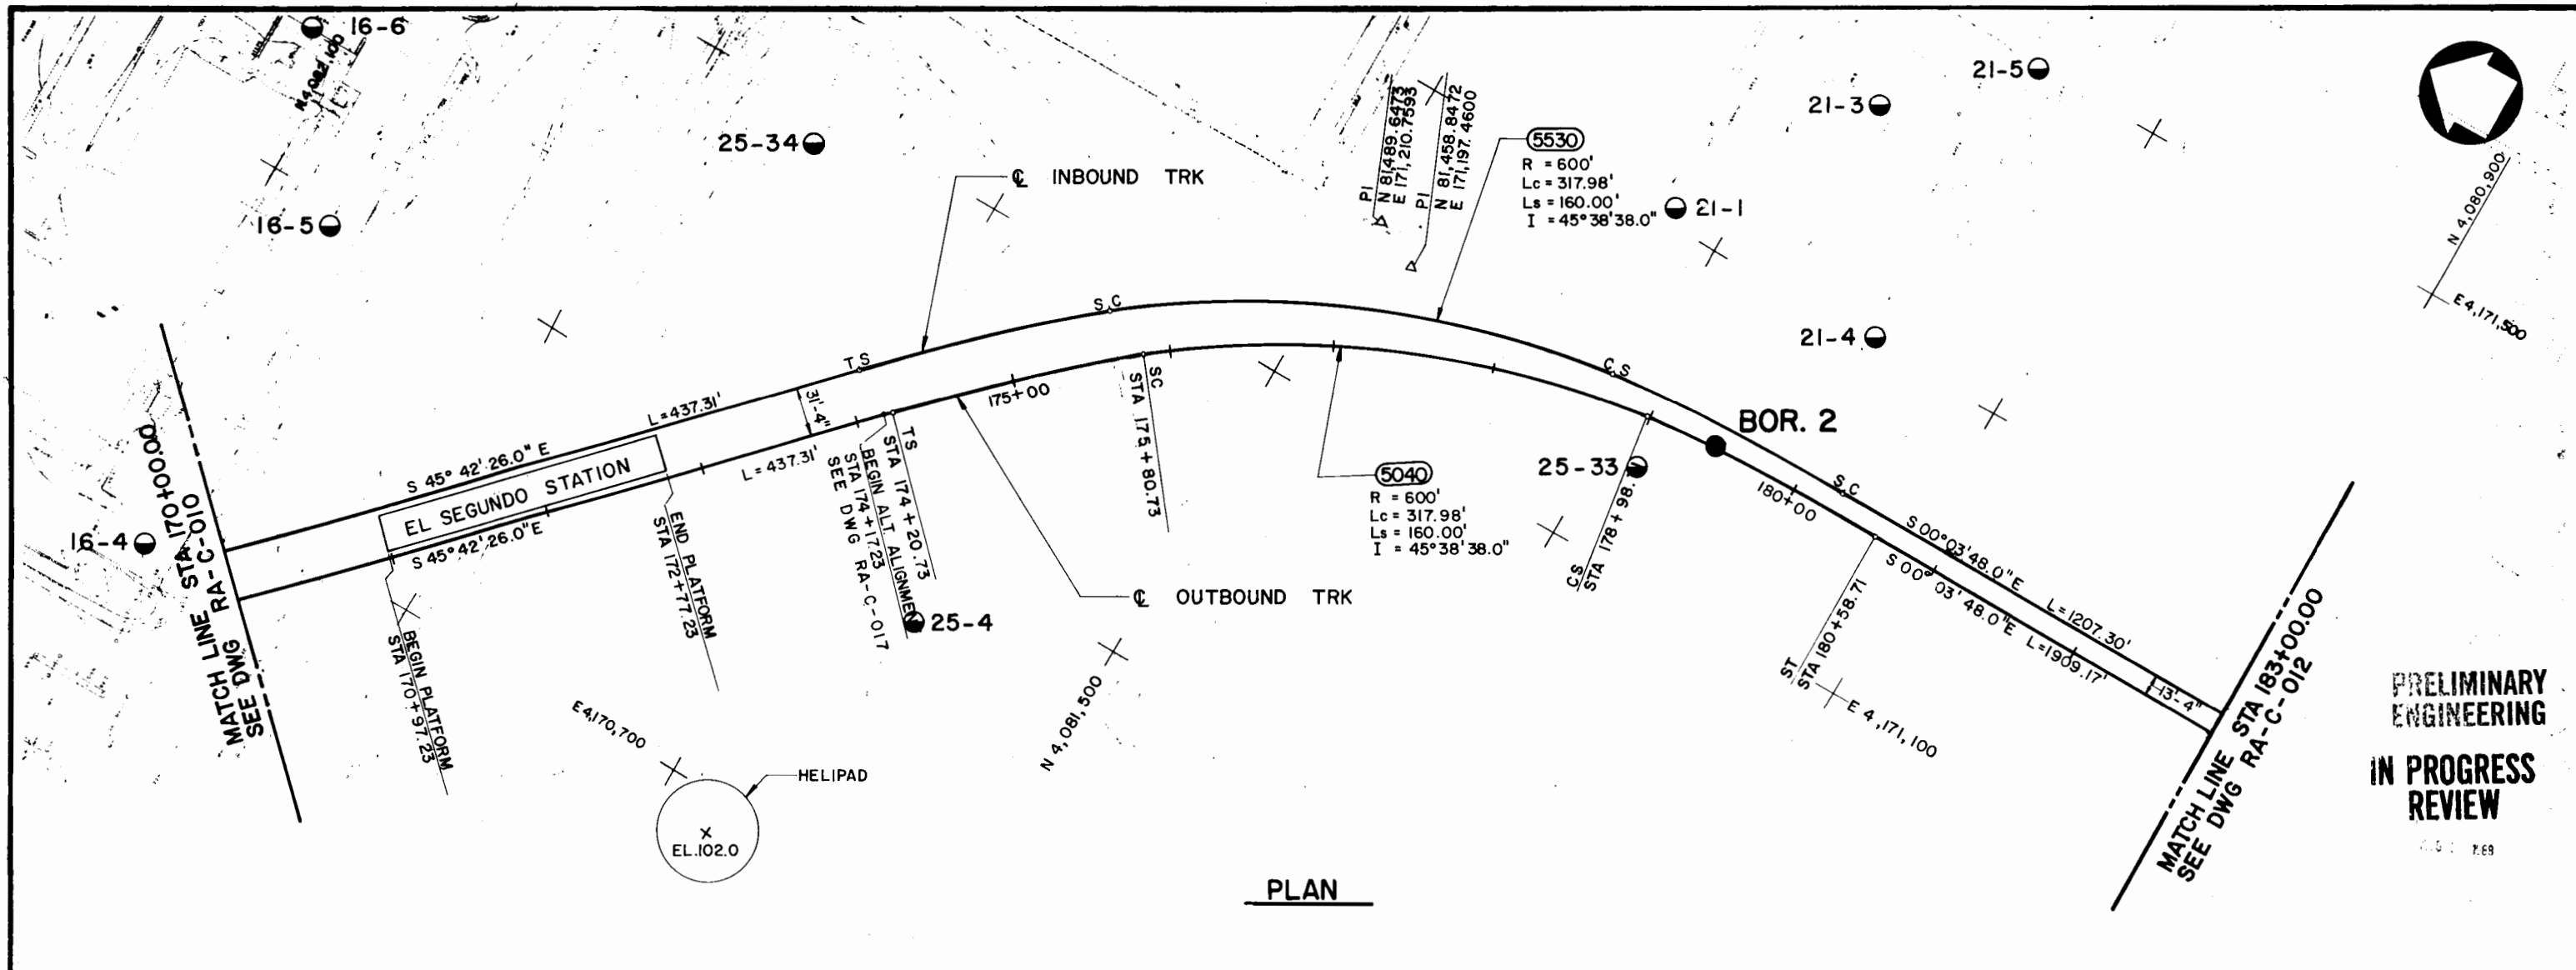 16-6
N 4,082,100
25-34
16-5
INBOUND TRK
PI
N 81,489.6473
E 171,210.7593
PI
N 81,458.8472
E 171,197.4600
5530
R = 600'
Lc = 317.98'
Ls = 160.00'
I = 45°38'38.0"
21-1
21-3
21-5
N 4,080,900
E 4,171,500
21-4
MATCH LINE STA 170+00.00
SEE DWG RA-C-010
16-4
S 45° 42' 26.0" E
L = 437.31'
EL SEGUNDO STATION
S 45° 42' 26.0" E
L = 437.31'
31'-4"
TS
SC
CS
SC
BEGIN PLATFORM
STA 170+97.23
END PLATFORM
STA 172+77.23
TS
STA 174+20.73
BEGIN ALT. ALIGNMENT
STA 174+17.23
SEE DWG RA-C-017
25-4
175+00
SC
STA 175+80.73
5040
R = 600'
Lc = 317.98'
Ls = 160.00'
I = 45°38'38.0"
OUTBOUND TRK
25-33
BOR. 2
CS
STA 178+98.
180+00
S 00°03'48.0" E
L = 1207.30'
S 00° 03' 48.0" E
L = 1909.17'
13'-4"
ST
STA 180+58.71
E 4,171,100
MATCH LINE STA 183+00.00
SEE DWG RA-C-012
E 4,170,700
N 4,081,500
HELIPAD
EL.102.0
PRELIMINARY
ENGINEERING
IN PROGRESS
REVIEW
PLAN